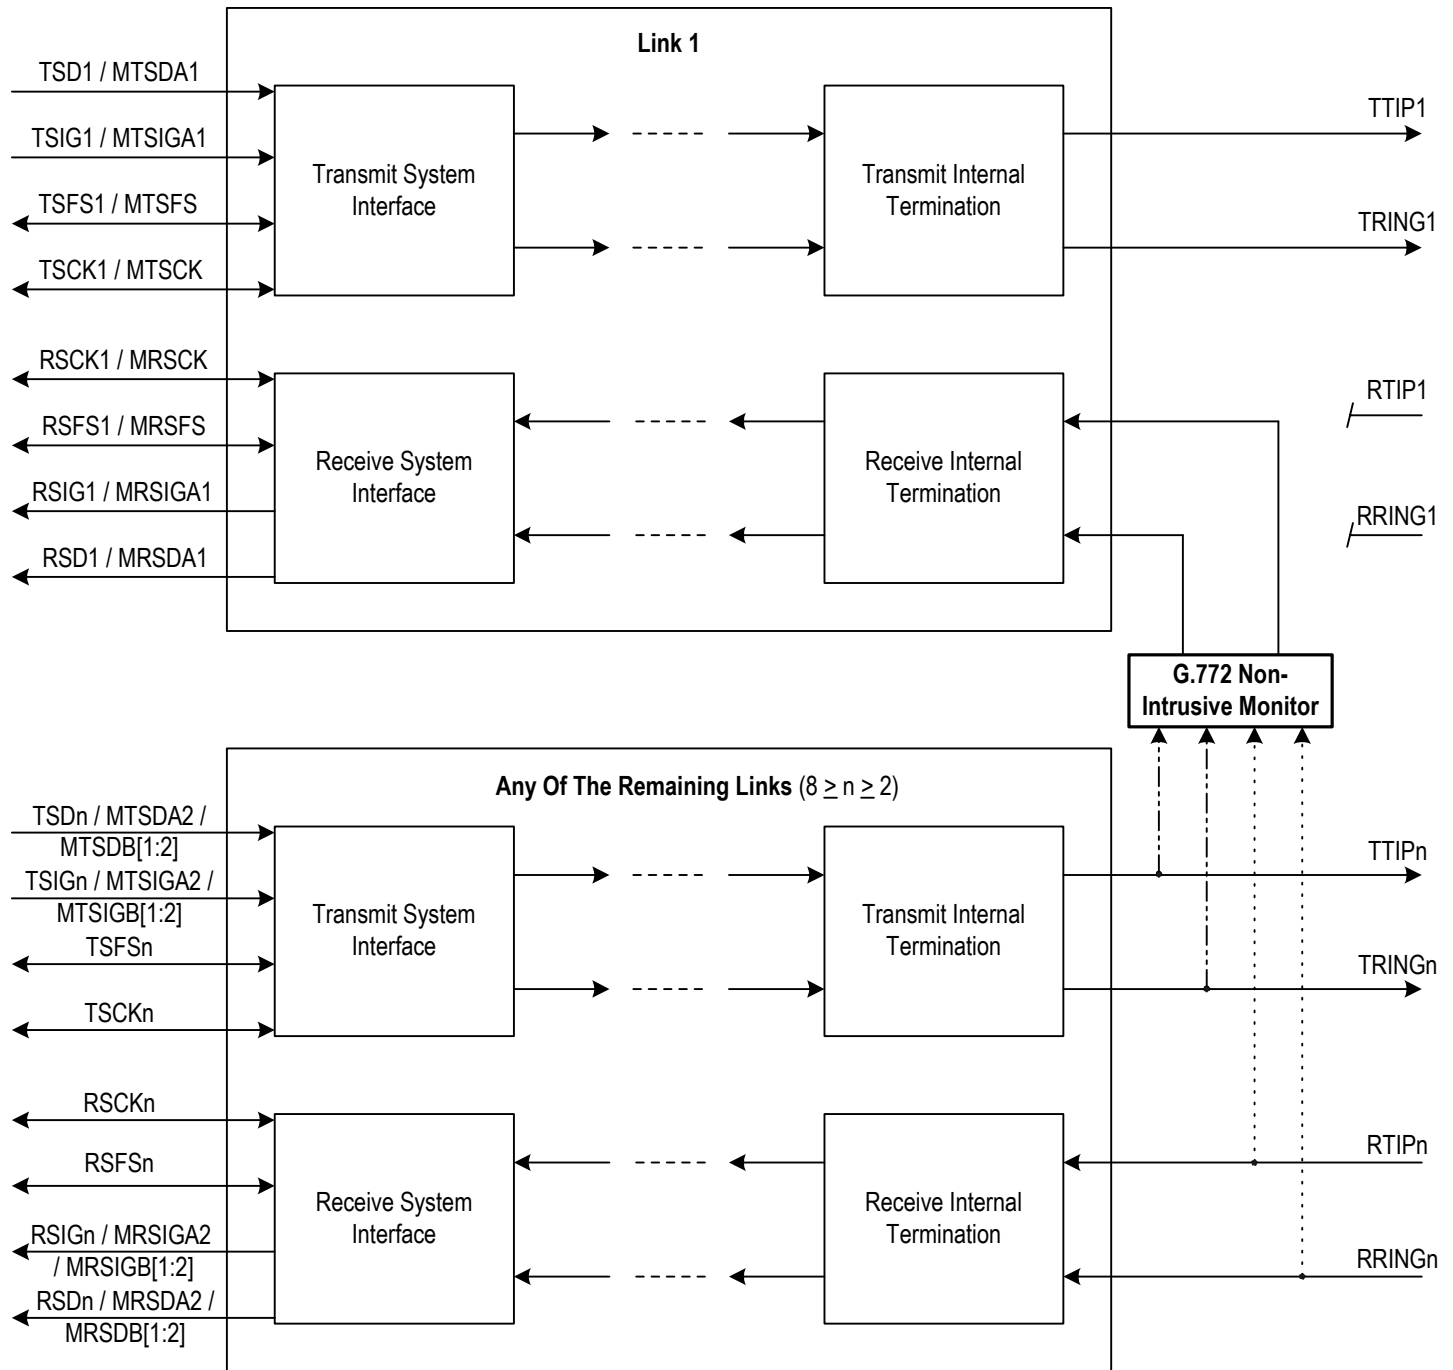 Link 1
TSD1 / MTSDA1
TSIG1 / MTSIGA1
TSFS1 / MTSFS
TSCK1 / MTSCK
Transmit System
Interface
Transmit Internal
Termination
TTIP1
TRING1
RSCK1 / MRSCK
RSFS1 / MRSFS
RSIG1 / MRSIGA1
RSD1 / MRSDA1
Receive System
Interface
Receive Internal
Termination
RTIP1
RRING1
G.772 Non-
Intrusive Monitor
Any Of The Remaining Links (8 ≥ n ≥ 2)
TSDn / MTSDA2 /
MTSDB[1:2]
TSIGn / MTSIGA2 /
MTSIGB[1:2]
TSFSn
TSCKn
Transmit System
Interface
Transmit Internal
Termination
TTIPn
TRINGn
RSCKn
RSFSn
RSIGn / MRSIGA2
/ MRSIGB[1:2]
RSDn / MRSDA2 /
MRSDB[1:2]
Receive System
Interface
Receive Internal
Termination
RTIPn
RRINGn